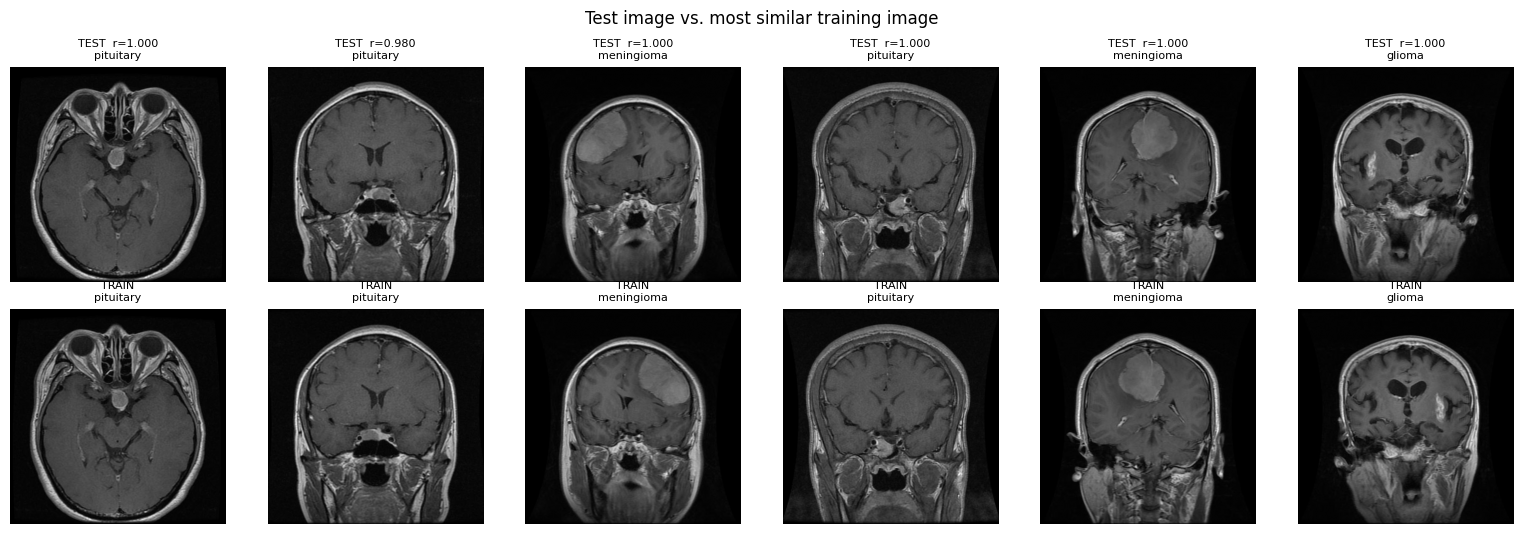 Test image vs. most similar training image
TEST  r=1.000
pituitary
TEST  r=0.980
pituitary
TEST  r=1.000
meningioma
TEST  r=1.000
pituitary
TEST  r=1.000
meningioma
TEST  r=1.000
glioma
TRAIN
pituitary
TRAIN
pituitary
TRAIN
meningioma
TRAIN
pituitary
TRAIN
meningioma
TRAIN
glioma